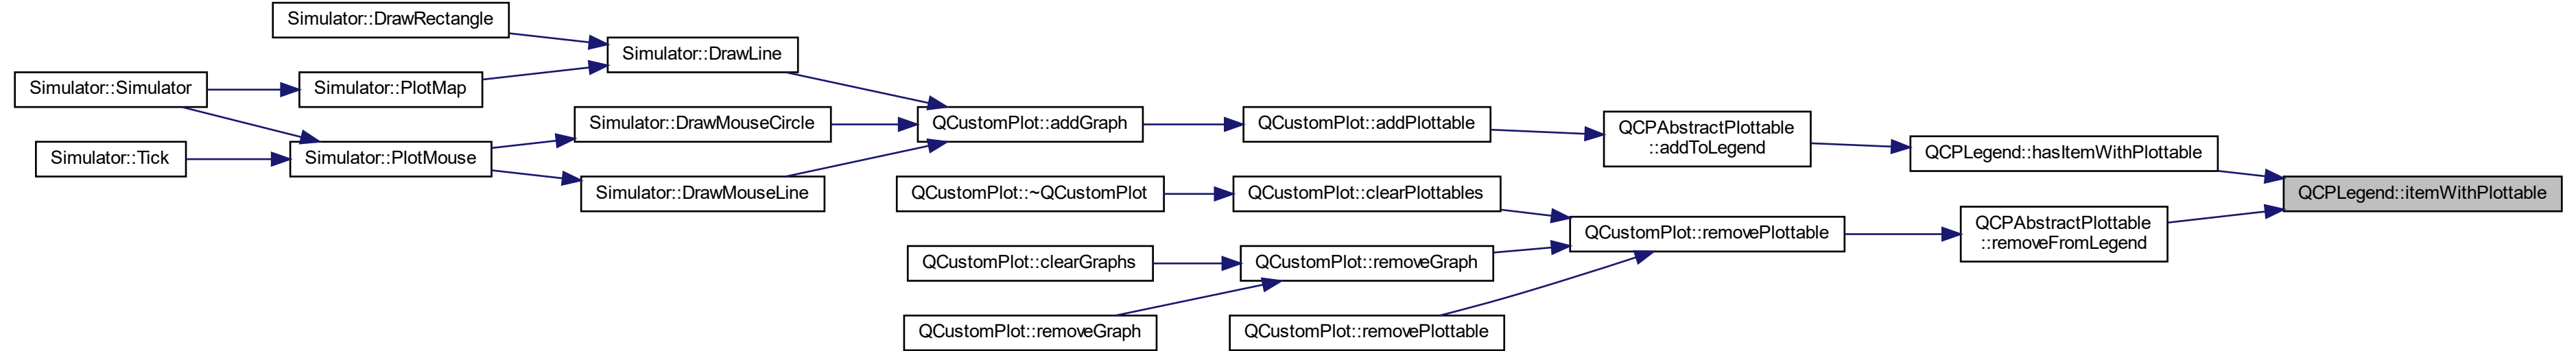 Simulator::DrawRectangle
Simulator::DrawLine
Simulator::Simulator
Simulator::PlotMap
Simulator::DrawMouseCircle
QCustomPlot::addGraph
QCustomPlot::addPlottable
QCPAbstractPlottable
::addToLegend
QCPLegend::hasItemWithPlottable
Simulator::Tick
Simulator::PlotMouse
Simulator::DrawMouseLine
QCustomPlot::~QCustomPlot
QCustomPlot::clearPlottables
QCPLegend::itemWithPlottable
QCustomPlot::removePlottable
QCPAbstractPlottable
::removeFromLegend
QCustomPlot::clearGraphs
QCustomPlot::removeGraph
QCustomPlot::removeGraph
QCustomPlot::removePlottable